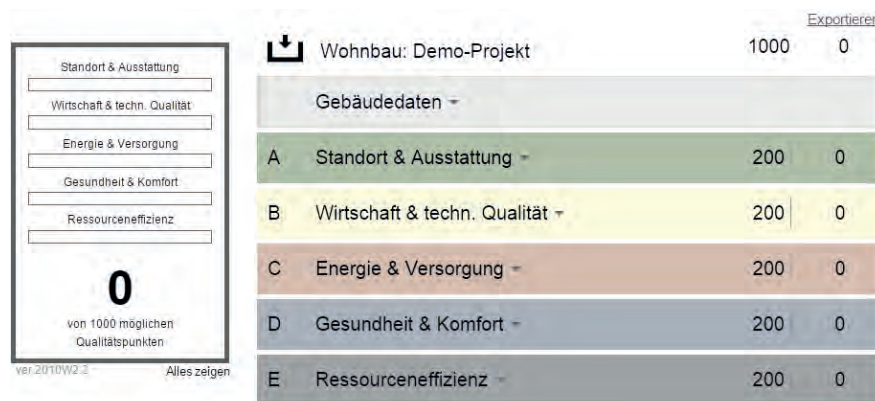 Standort & Ausstattung
Wirtschaft & techn. Qualität
Energie & Versorgung
Gesundheit & Komfort
Ressourceneffizienz
0
von 1000 möglichen
Qualitätspunkten
ver.2010W2.2
Alles zeigen
Exportieren
Wohnbau: Demo-Projekt 1000 0
Gebäudedaten
A Standort & Ausstattung 200 0
B Wirtschaft & techn. Qualität 200 0
C Energie & Versorgung 200 0
D Gesundheit & Komfort 200 0
E Ressourceneffizienz 200 0